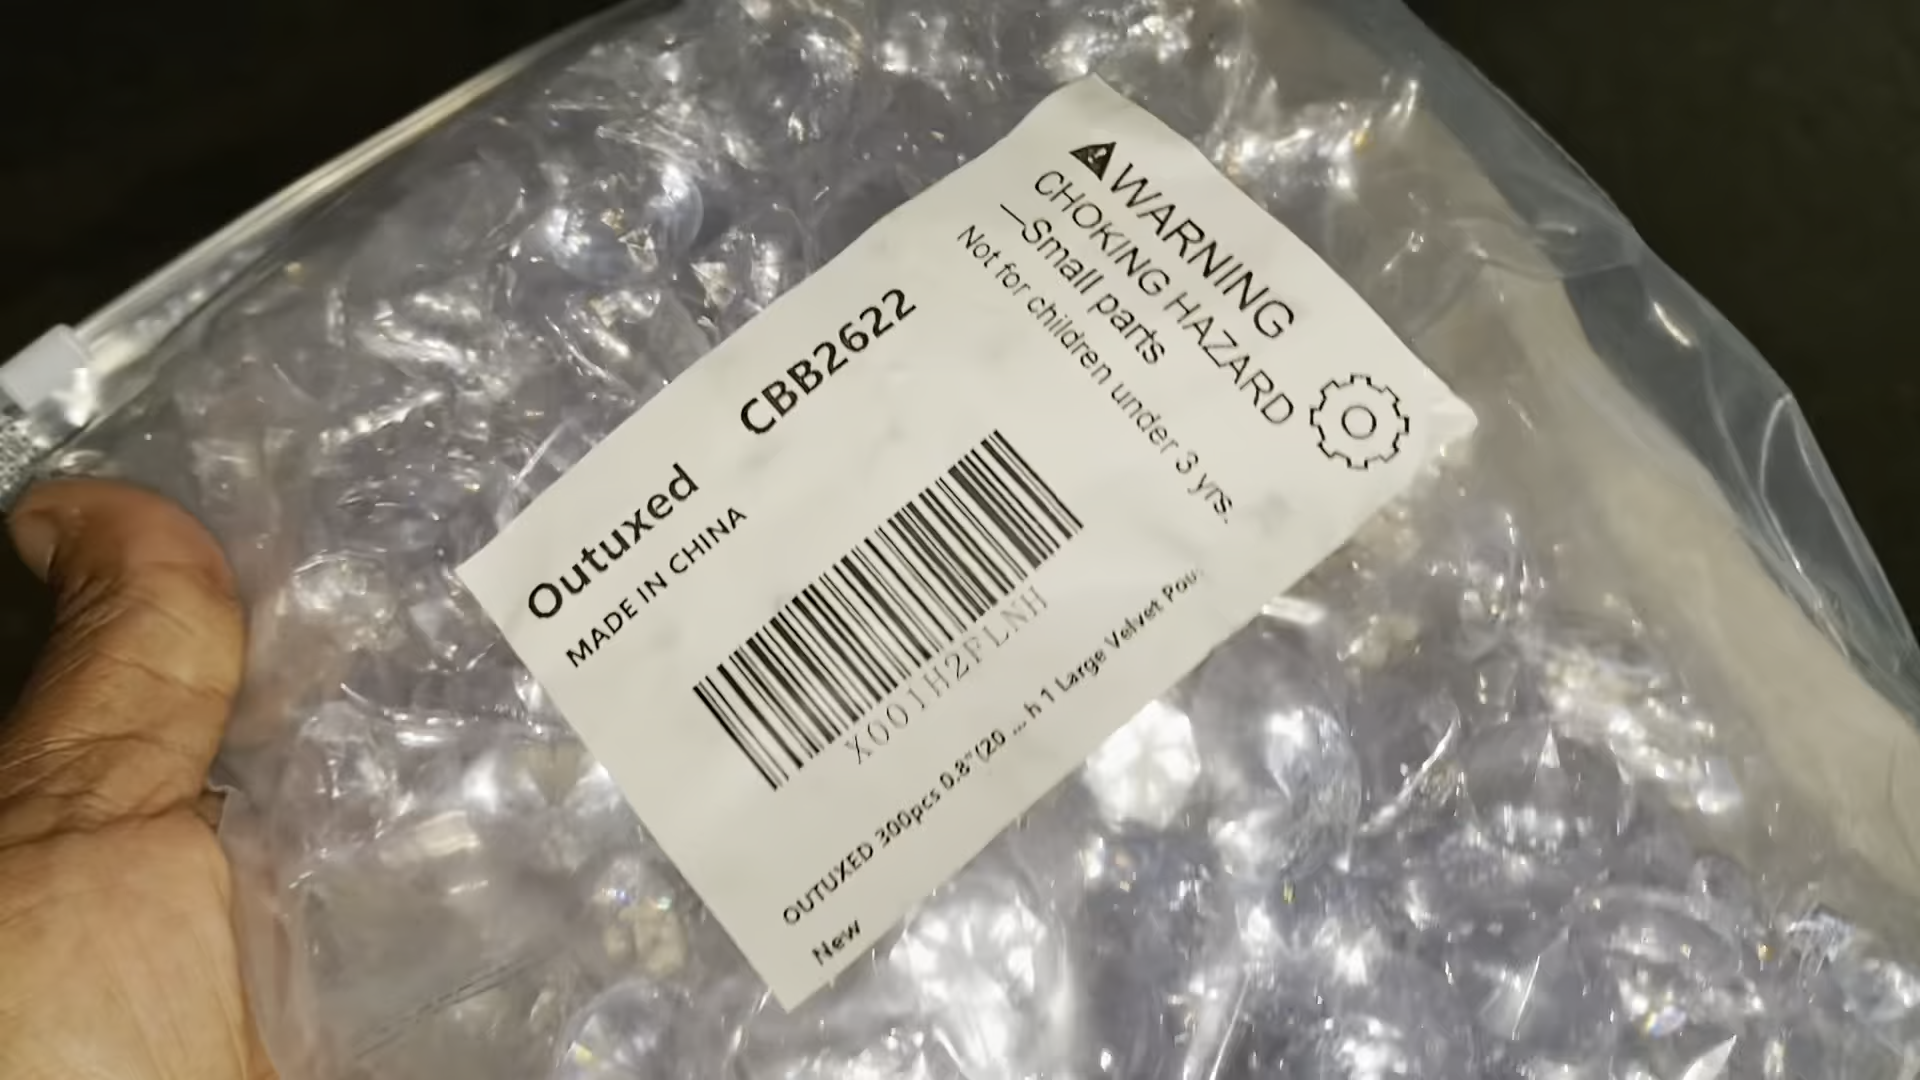 WARNING
CHOKING HAZARD
—Small parts
Not for children under 3 yrs.
Outuxed CBB2622
MADE IN CHINA
X001H2FLNH
OUTUXED 300pcs 0.8"(20 ... h 1 Large Velvet Pou
New